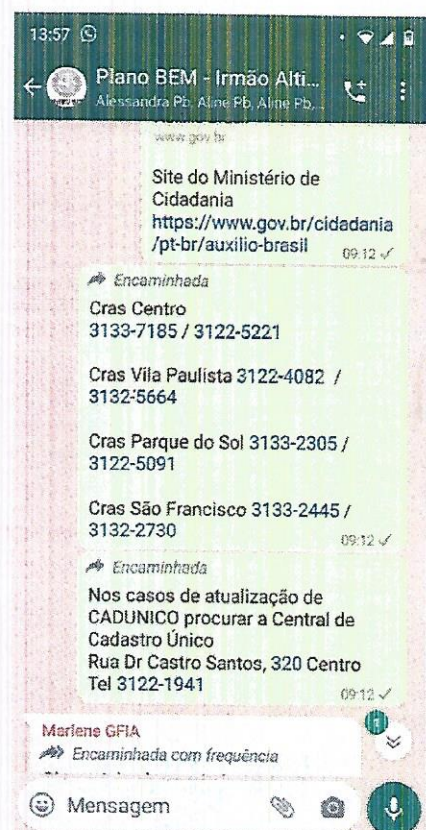 13:57
Plano BEM - Irmão Alti...
Alessandra Pb, Aline Pb, Aline Pb,...
www.gov.br
Site do Ministério de
Cidadania
https://www.gov.br/cidadania
/pt-br/auxilio-brasil
09:12
Encaminhada
Cras Centro
3133-7185 / 3122-5221
Cras Vila Paulista 3122-4082 /
3132-5664
Cras Parque do Sol 3133-2305 /
3122-5091
Cras São Francisco 3133-2445 /
3132-2730
09:12
Encaminhada
Nos casos de atualização de
CADUNICO procurar a Central de
Cadastro Único
Rua Dr Castro Santos, 320 Centro
Tel 3122-1941
09:12
Marlene GFIA
1
Encaminhada com frequência
Mensagem